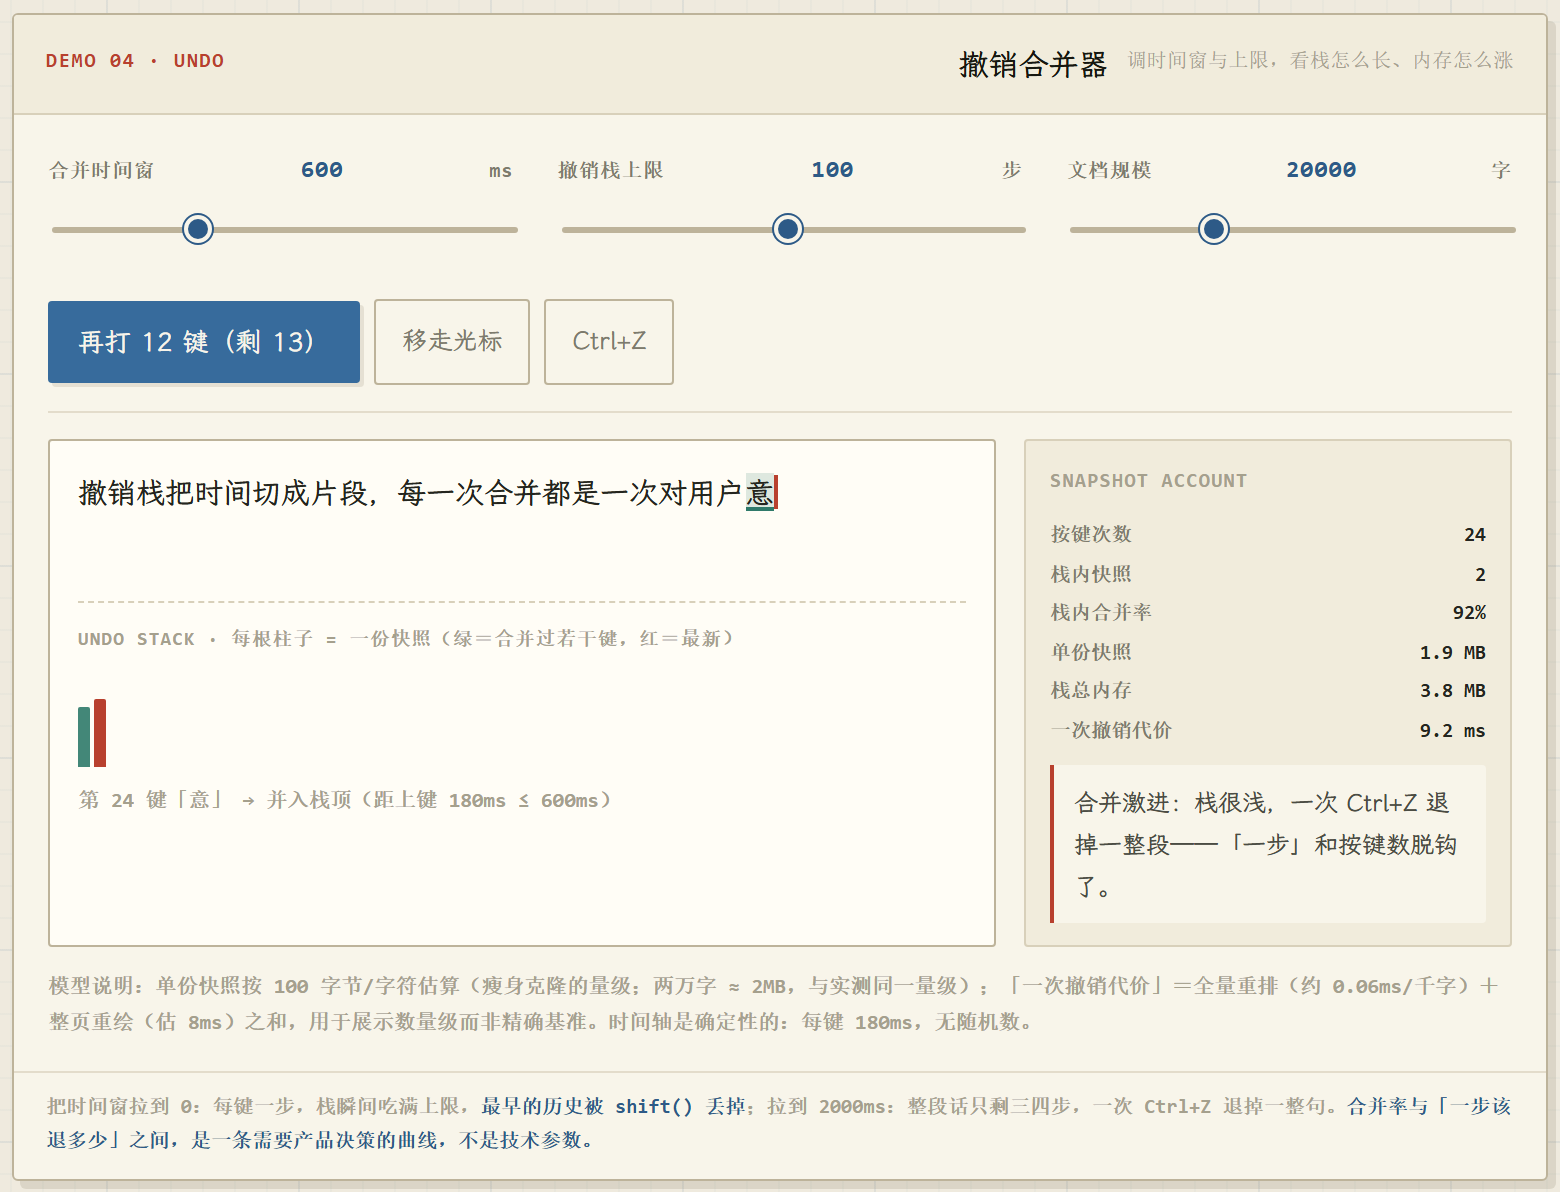 DEMO 04 · UNDO
撤销合并器 调时间窗与上限，看栈怎么长、内存怎么涨
合并时间窗 600 ms
撤销栈上限 100 步
文档规模 20000 字
再打 12 键（剩 13）
移走光标
Ctrl+Z
撤销栈把时间切成片段，每一次合并都是一次对用户意
UNDO STACK · 每根柱子 = 一份快照（绿＝合并过若干键，红＝最新）
第 24 键「意」 → 并入栈顶（距上键 180ms ≤ 600ms）
SNAPSHOT ACCOUNT
按键次数 24
栈内快照 2
栈内合并率 92%
单份快照 1.9 MB
栈总内存 3.8 MB
一次撤销代价 9.2 ms
合并激进：栈很浅，一次 Ctrl+Z 退
掉一整段——「一步」和按键数脱钩
了。
模型说明：单份快照按 100 字节/字符估算（瘦身克隆的量级；两万字 ≈ 2MB，与实测同一量级）；「一次撤销代价」＝全量重排（约 0.06ms/千字）＋
整页重绘（估 8ms）之和，用于展示数量级而非精确基准。时间轴是确定性的：每键 180ms，无随机数。
把时间窗拉到 0：每键一步，栈瞬间吃满上限，最早的历史被 shift() 丢掉；拉到 2000ms：整段话只剩三四步，一次 Ctrl+Z 退掉一整句。合并率与「一步该
退多少」之间，是一条需要产品决策的曲线，不是技术参数。